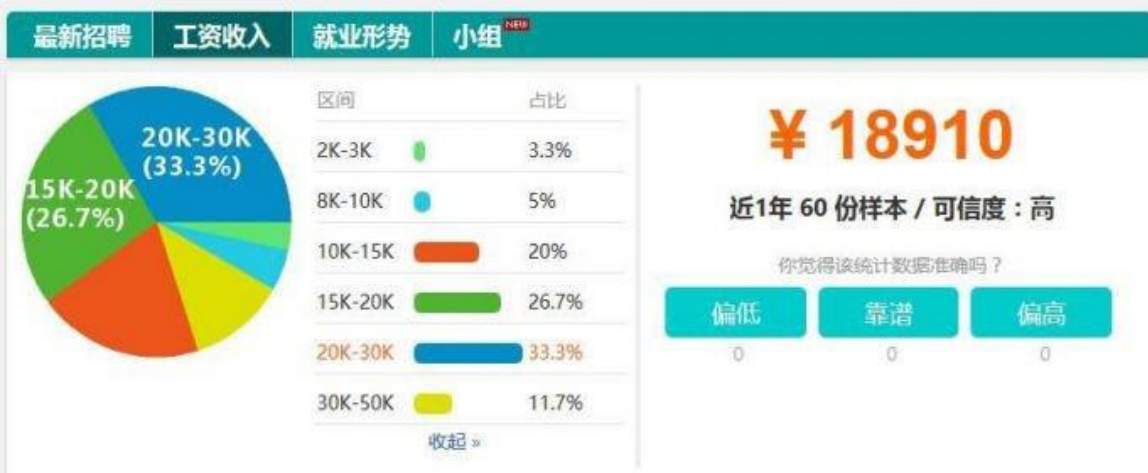 最新招聘 工资收入 就业形势 小组 NEW
20K-30K
(33.3%)
15K-20K
(26.7%)
区间 占比
2K-3K 3.3%
8K-10K 5%
10K-15K 20%
15K-20K 26.7%
20K-30K 33.3%
30K-50K 11.7%
收起 »
¥ 18910
近1年 60 份样本 / 可信度：高
你觉得该统计数据准确吗？
偏低 靠谱 偏高
0 0 0